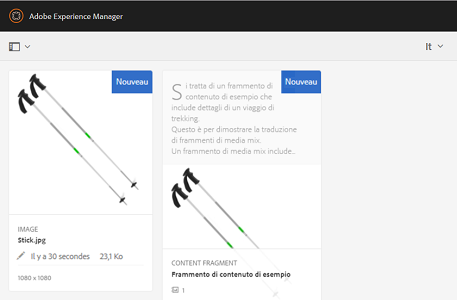 Adobe Experience Manager
It
Nouveau
IMAGE
Stick.jpg
Il y a 30 secondes 23,1 Ko
1080 x 1080
Nouveau
Si tratta di un frammento di
contenuto di esempio che
include dettagli di un viaggio di
trekking.
Questo è per dimostrare la traduzione
di frammenti di media mix.
Un frammento di media mix include..
CONTENT FRAGMENT
Frammento di contenuto di esempio
1